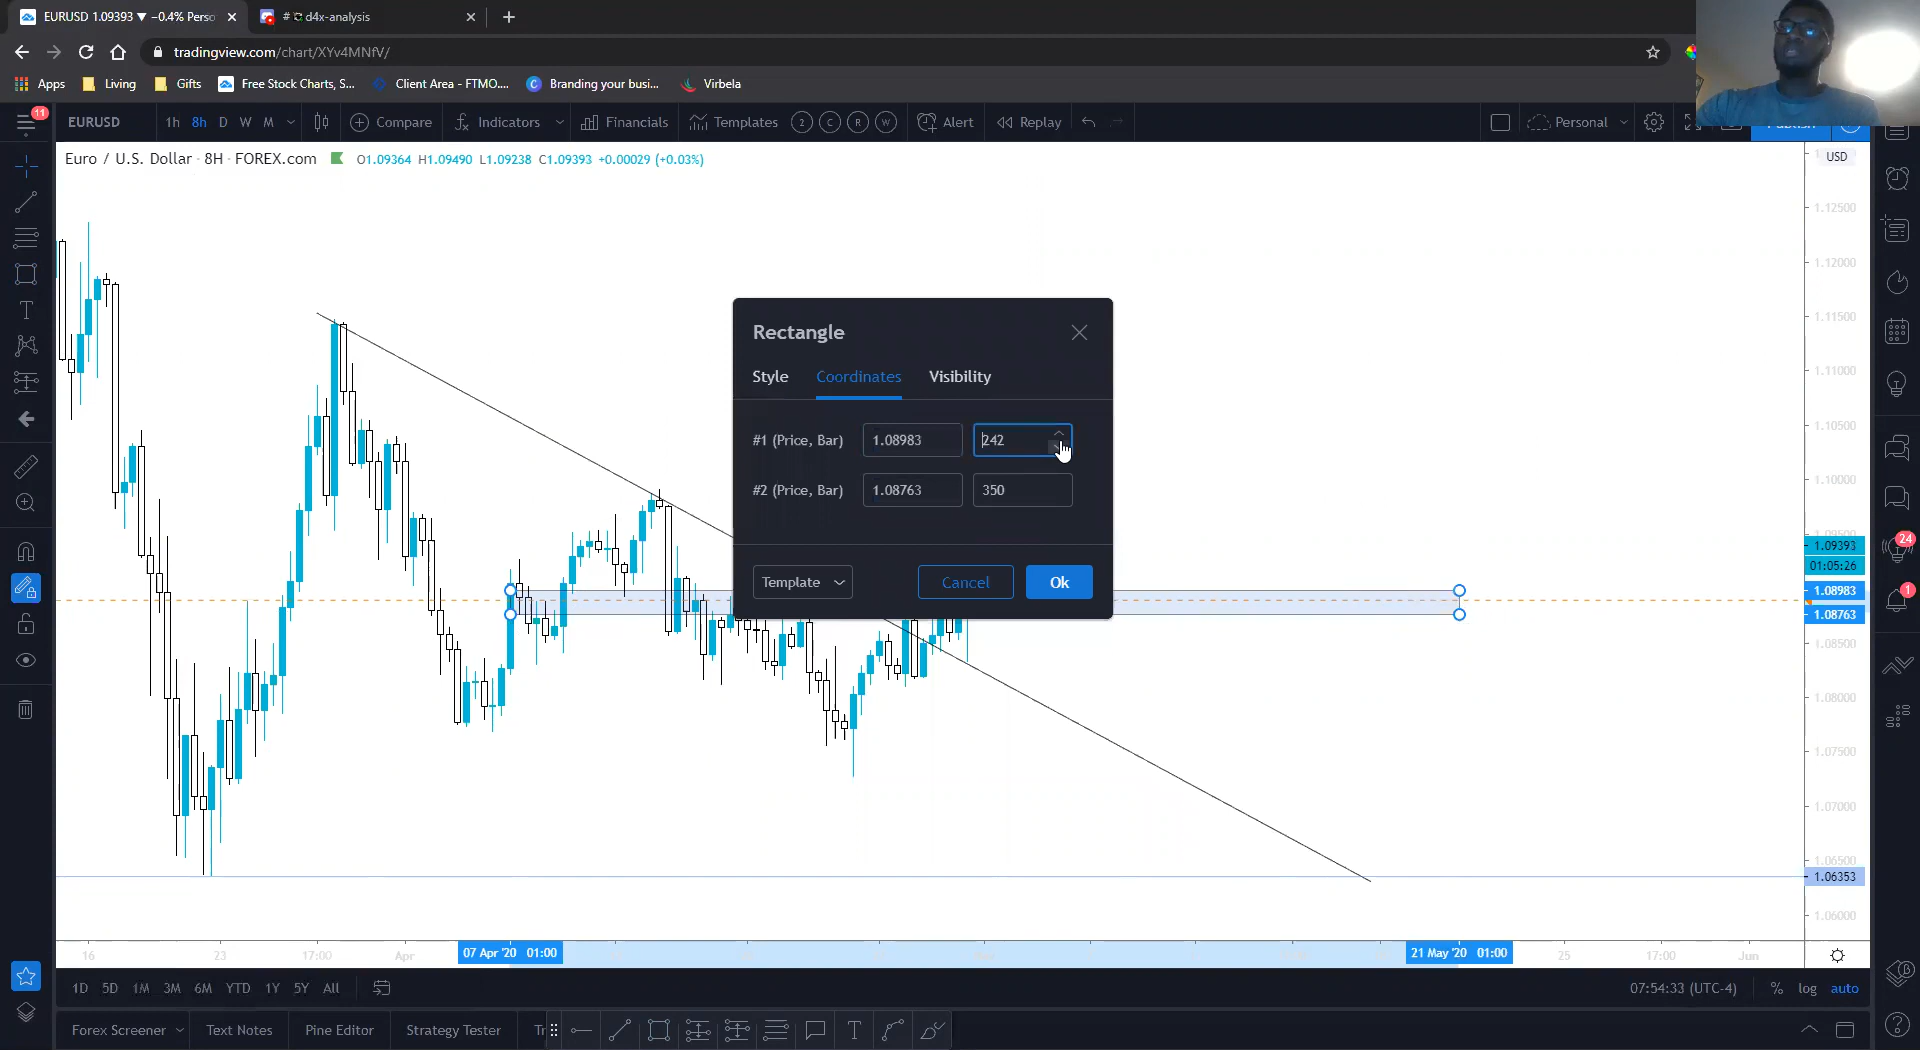 EURUSD 1.09393 ▼ −0.4% Perso
# d4x-analysis
tradingview.com/chart/XYv4MNfV/
Apps
Living
Gifts
Free Stock Charts, S...
Client Area - FTMO....
Branding your busi...
Virbela
11
EURUSD
1h
8h
D
W
M
Compare
Indicators
Financials
Templates
2
C
R
W
Alert
Replay
Personal
Publish
Euro / U.S. Dollar · 8H · FOREX.com
O1.09364 H1.09490 L1.09238 C1.09393 +0.00029 (+0.03%)
USD
1.12500
1.12000
1.11500
1.11000
1.10500
1.10000
1.09393
01:05:26
1.08983
1.08763
1.08500
1.08000
1.07500
1.07000
1.06500
1.06353
1.06000
Rectangle
Style
Coordinates
Visibility
#1 (Price, Bar)
1.08983
242
#2 (Price, Bar)
1.08763
350
Template
Cancel
Ok
24
1
16
23
17:00
Apr
07 Apr '20 01:00
21 May '20 01:00
25
17:00
Jun
1D
5D
1M
3M
6M
YTD
1Y
5Y
All
07:54:33 (UTC-4)
%
log
auto
Forex Screener
Text Notes
Pine Editor
Strategy Tester